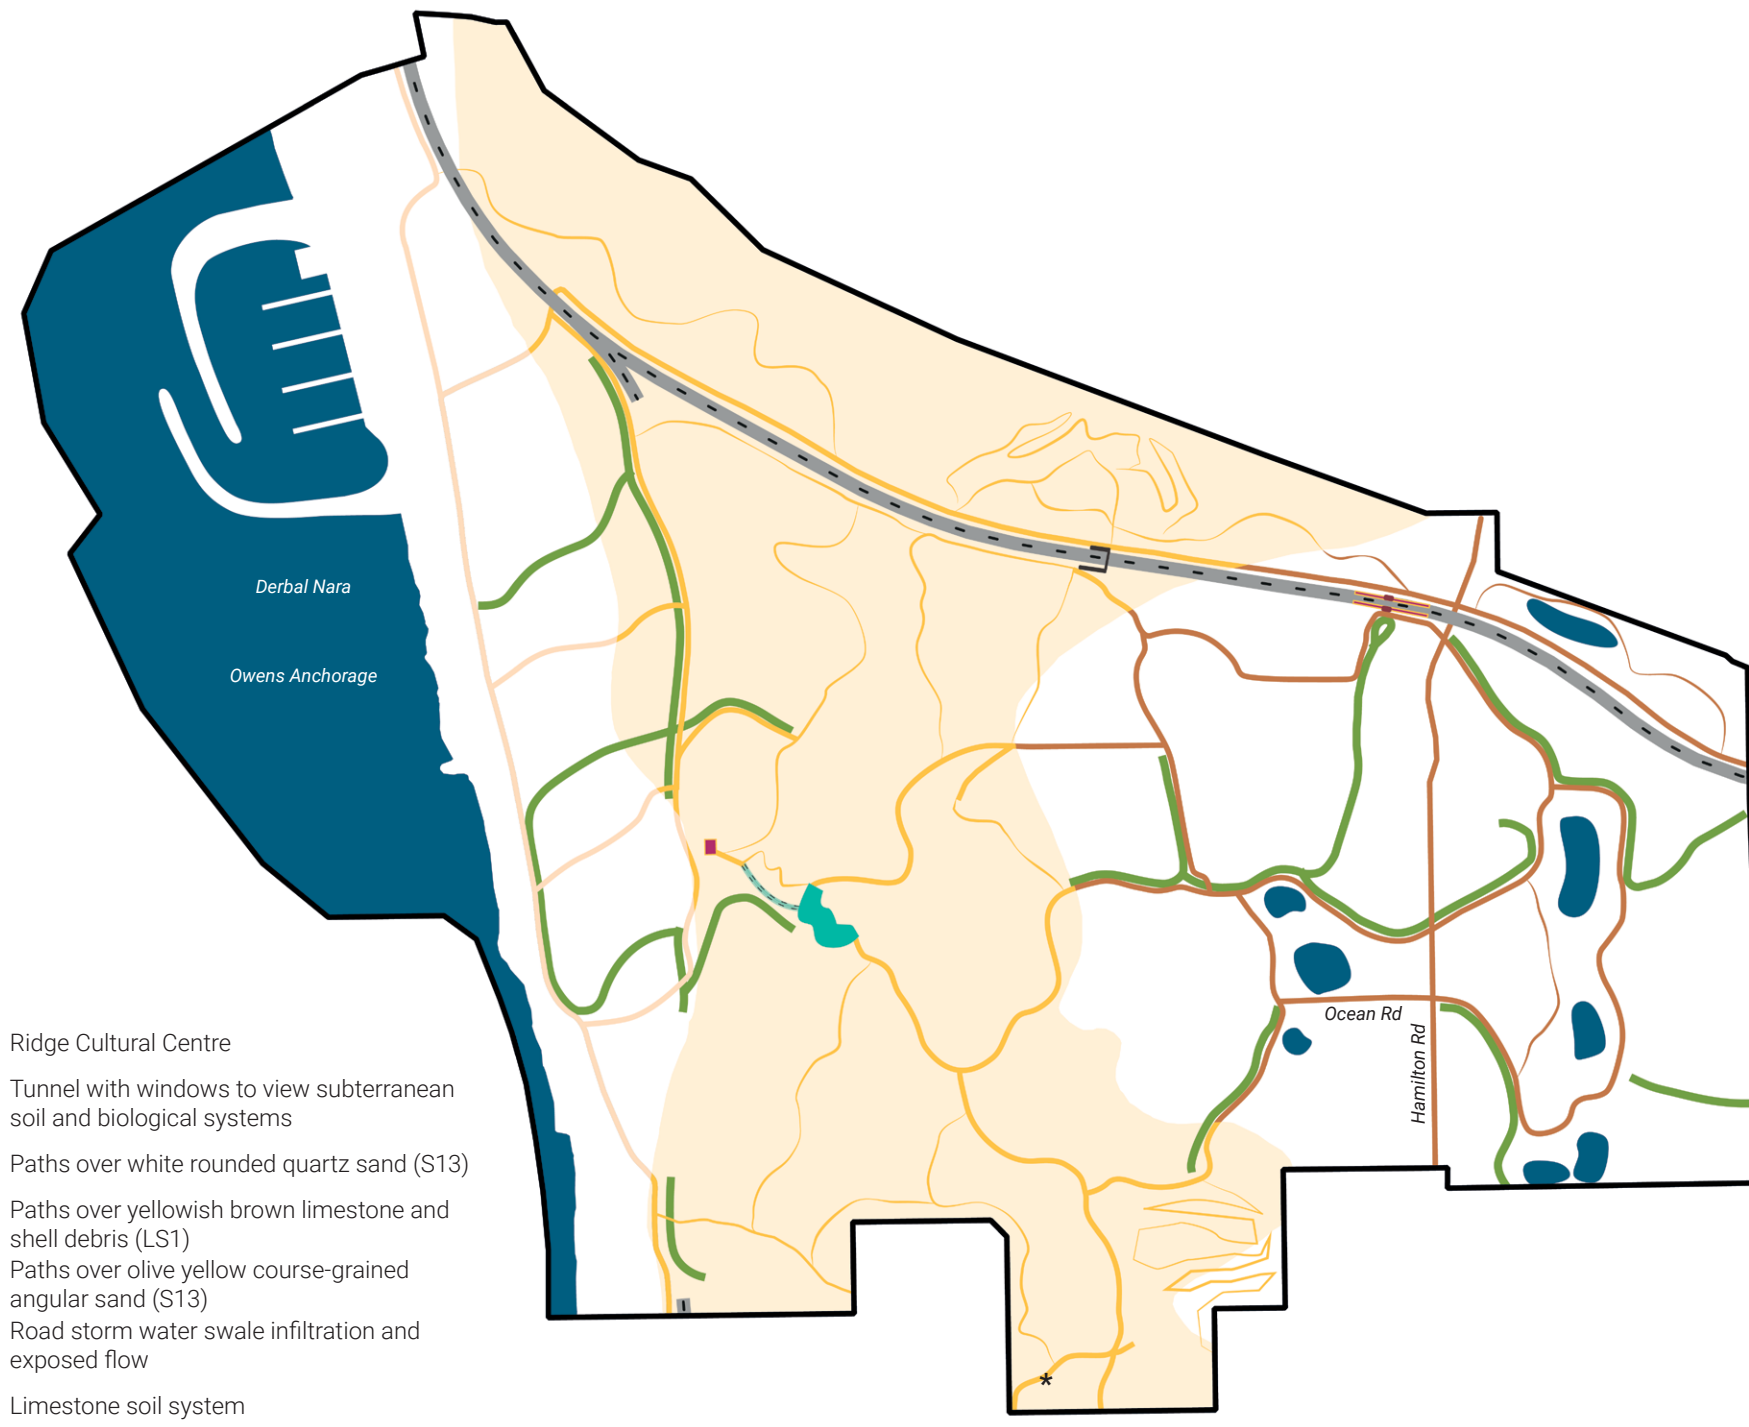 Derbal Nara
Owens Anchorage
Ocean Rd
Hamilton Rd
*
Ridge Cultural Centre
Tunnel with windows to view subterranean
soil and biological systems
Paths over white rounded quartz sand (S13)
Paths over yellowish brown limestone and
shell debris (LS1)
Paths over olive yellow course-grained
angular sand (S13)
Road storm water swale infiltration and
exposed flow
Limestone soil system